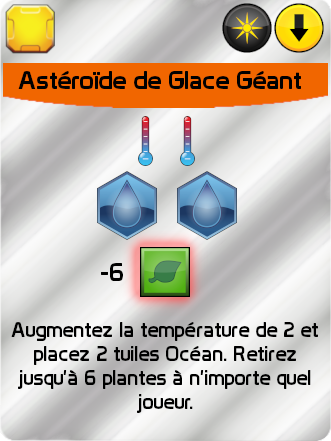 Astéroïde de Glace Géant
-6
Augmentez la température de 2 et
placez 2 tuiles Océan. Retirez
jusqu'à 6 plantes à n'importe quel
joueur.